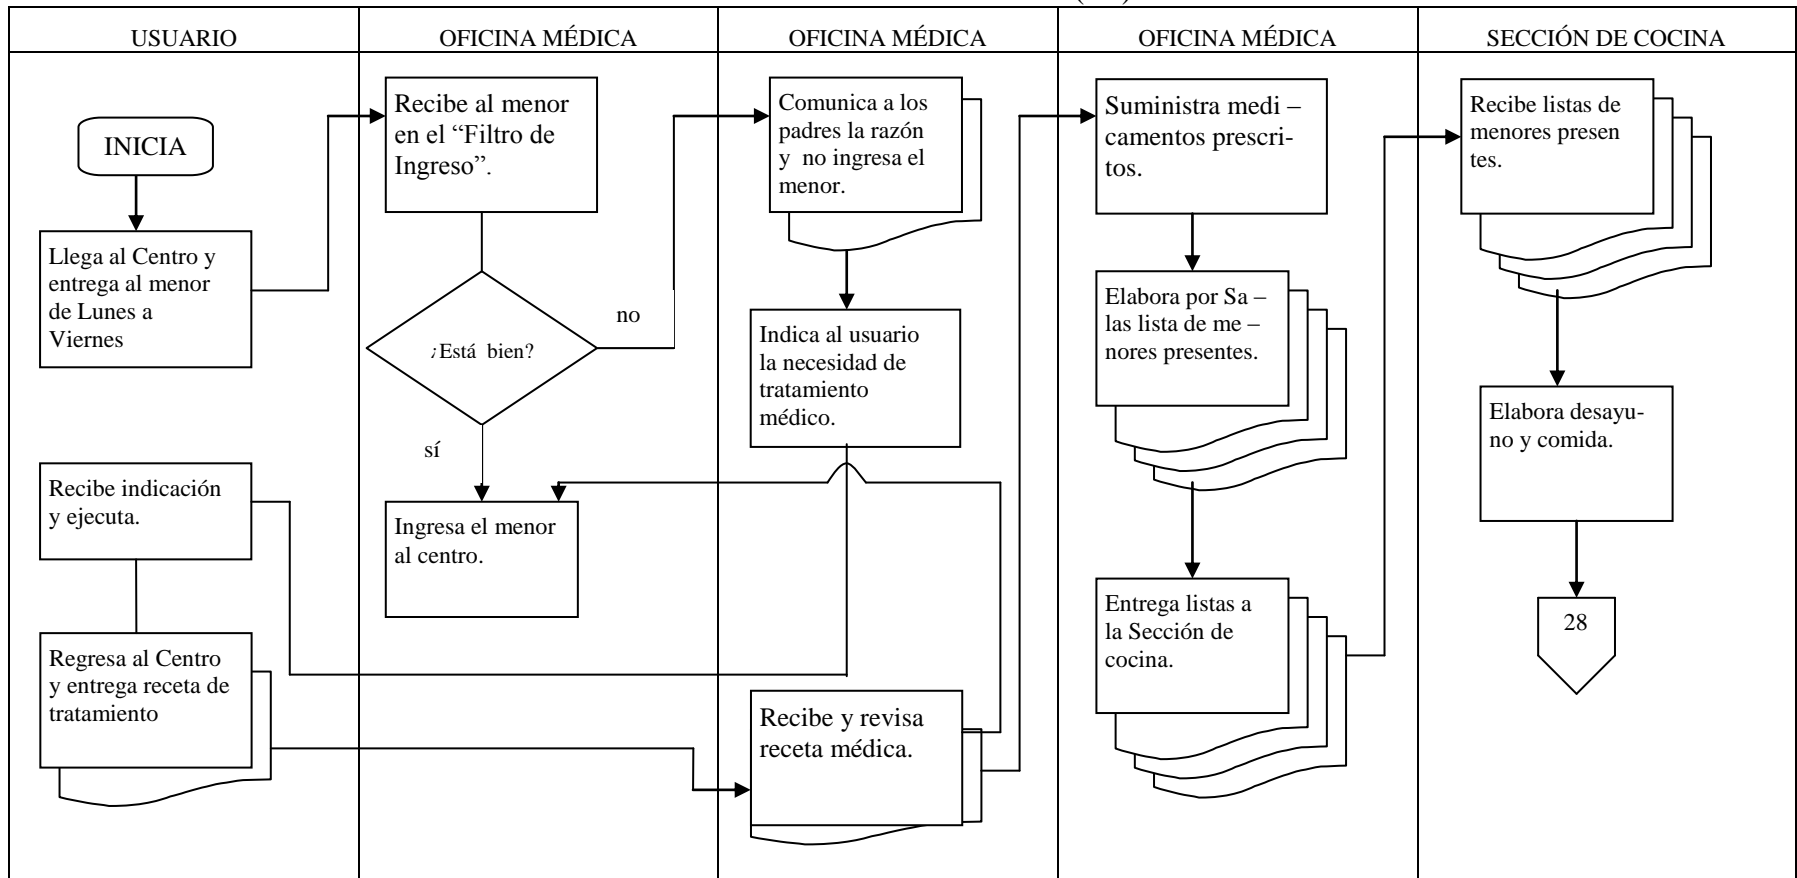 USUARIO
OFICINA MÉDICA
OFICINA MÉDICA
OFICINA MÉDICA
SECCIÓN DE COCINA
INICIA
Llega al Centro y
entrega al menor
de Lunes a
Viernes
Recibe indicación
y ejecuta.
Regresa al Centro
y entrega receta de
tratamiento
Recibe al menor
en el “Filtro de
Ingreso”.
¿Está bien?
no
sí
Ingresa el menor
al centro.
Comunica a los
padres la razón
y no ingresa el
menor.
Indica al usuario
la necesidad de
tratamiento
médico.
Recibe y revisa
receta médica.
Suministra medi –
camentos prescri-
tos.
Elabora por Sa –
las lista de me –
nores presentes.
Entrega listas a
la Sección de
cocina.
Recibe listas de
menores presen
tes.
Elabora desayu-
no y comida.
28